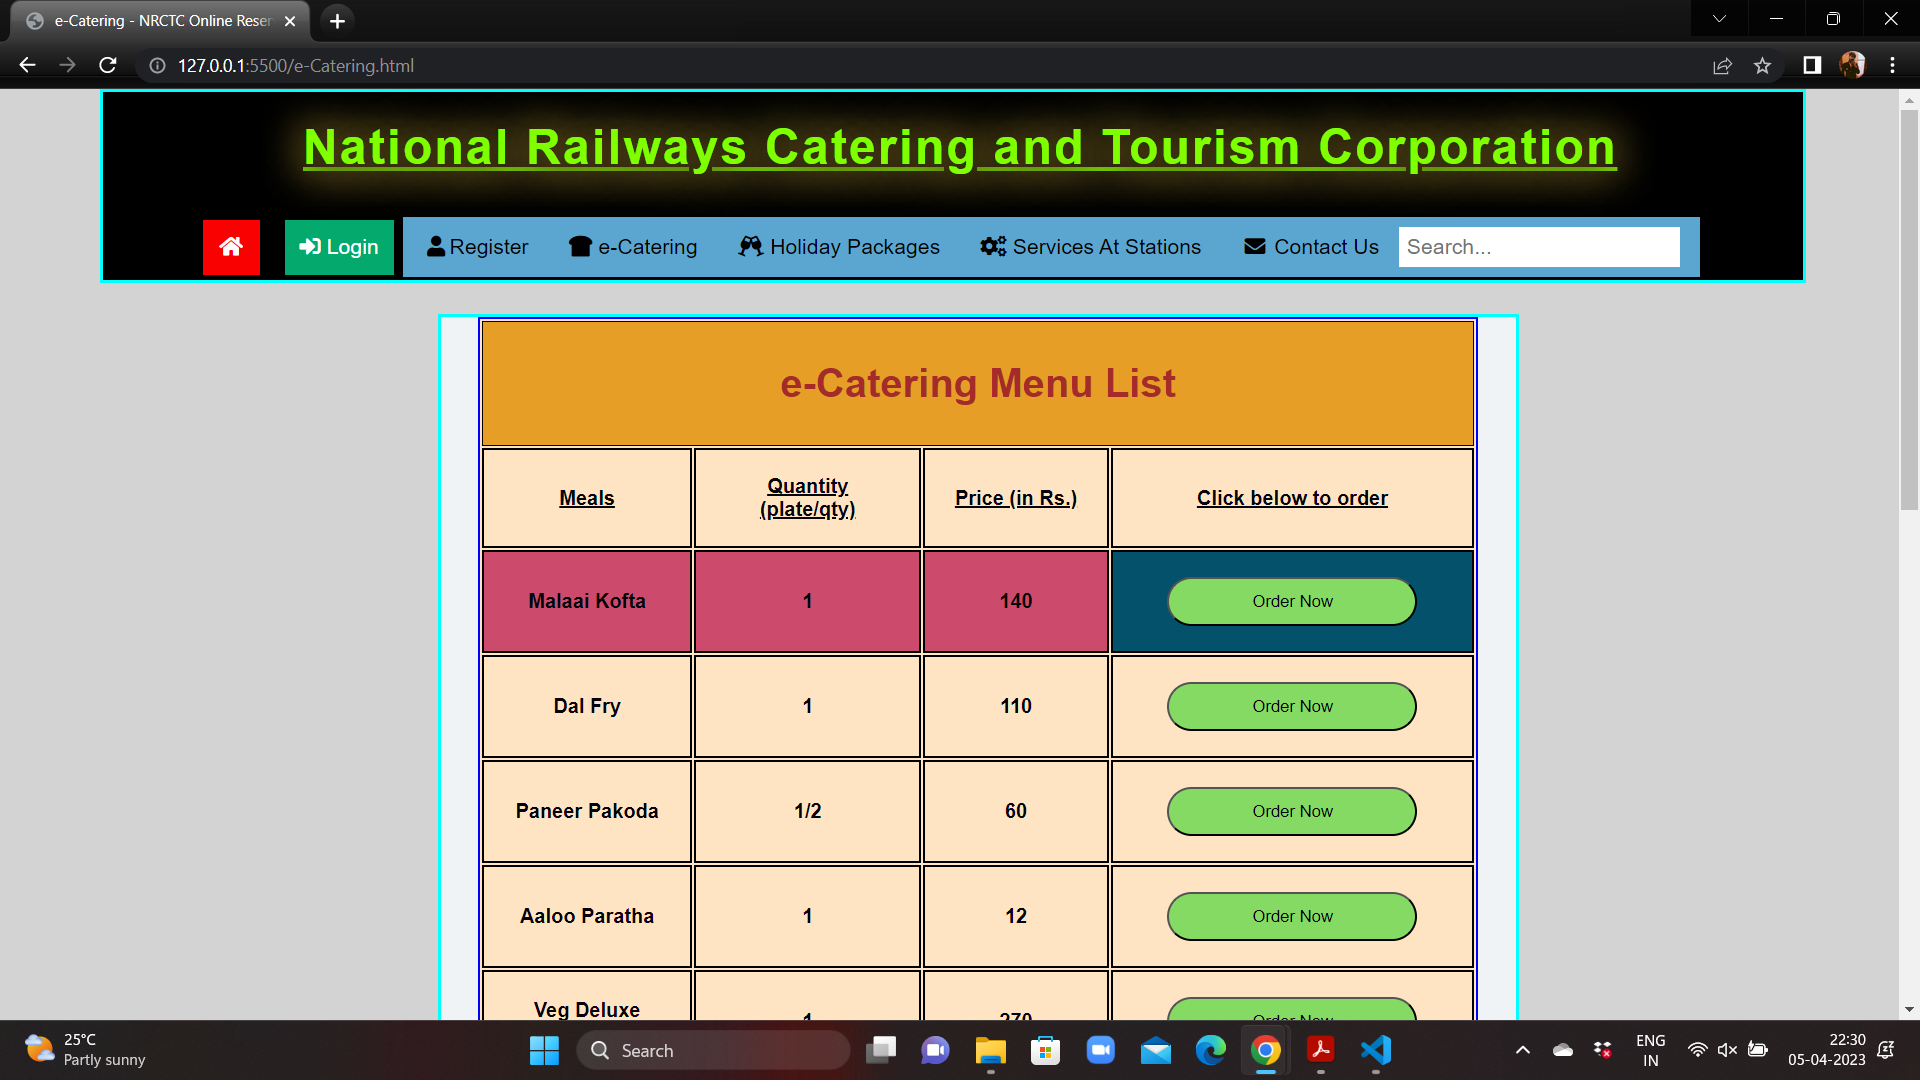 e-Catering - NRCTC Online Reser
127.0.0.1:5500/e-Catering.html
National Railways Catering and Tourism Corporation
Login
Register
e-Catering
Holiday Packages
Services At Stations
Contact Us
Search...
e-Catering Menu List
Meals
Quantity
(plate/qty)
Price (in Rs.)
Click below to order
Malaai Kofta
1
140
Order Now
Dal Fry
1
110
Order Now
Paneer Pakoda
1/2
60
Order Now
Aaloo Paratha
1
12
Order Now
Veg Deluxe
1
270
Order Now
25°C
Partly sunny
Search
ENG
IN
22:30
05-04-2023